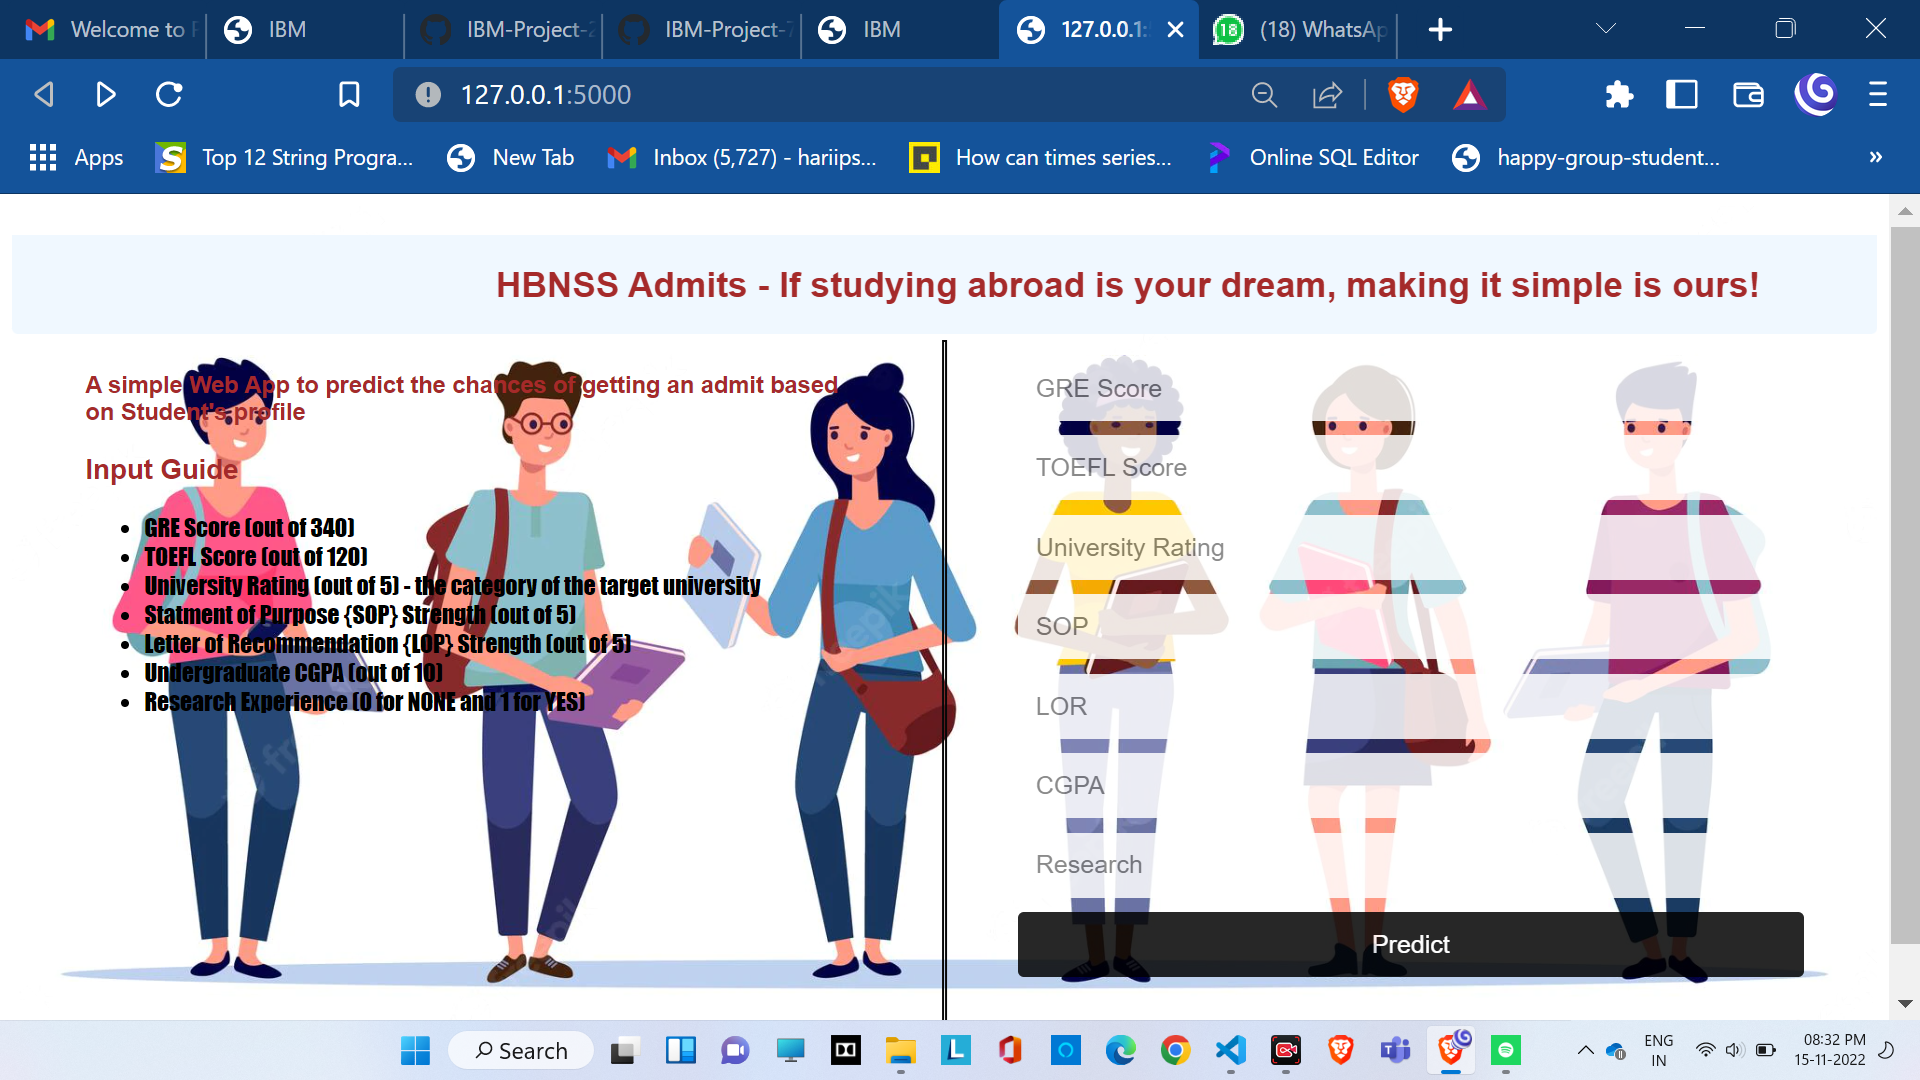 Welcome to
IBM
IBM-Project-2
IBM-Project-7
IBM
127.0.0.1:
18
(18) WhatsAp
127.0.0.1:5000
Apps
S
Top 12 String Progra...
New Tab
Inbox (5,727) - hariips...
How can times series...
Online SQL Editor
happy-group-student...
»
HBNSS Admits - If studying abroad is your dream, making it simple is ours!
A simple Web App to predict the chances of getting an admit based
on Student's profile
Input Guide
• GRE Score (out of 340)
• TOEFL Score (out of 120)
• University Rating (out of 5) - the category of the target university
• Statment of Purpose {SOP} Strength (out of 5)
• Letter of Recommendation {LOP} Strength (out of 5)
• Undergraduate CGPA (out of 10)
• Research Experience (0 for NONE and 1 for YES)
GRE Score
TOEFL Score
University Rating
SOP
LOR
CGPA
Research
Predict
Search
L
ENG
IN
08:32 PM
15-11-2022